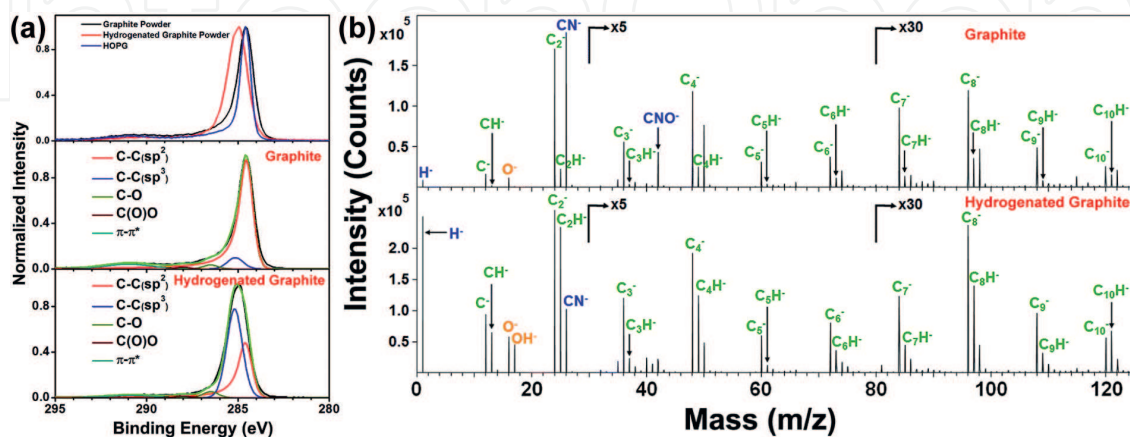 (a)
Graphite Powder
Hydrogenated Graphite Powder
HOPG
1.0
0.5
0.0
Graphite
C-C(sp²)
C-C(sp³)
C-O
C(O)O
π-π*
0.8
0.4
0.0
Hydrogenated Graphite
C-C(sp²)
C-C(sp³)
C-O
C(O)O
π-π*
0.8
0.4
0.0
295 290 285 280
Normalized Intensity
Binding Energy (eV)
(b)
x10⁵
Graphite
x5
x30
H⁻ C⁻ CH⁻ O⁻ C₂⁻ C₂H⁻ CN⁻ C₃⁻ C₃H⁻ CNO⁻ C₄⁻ C₄H⁻ C₅⁻ C₅H⁻ C₆⁻ C₆H⁻ C₇⁻ C₇H⁻ C₈⁻ C₈H⁻ C₉⁻ C₉H⁻ C₁₀⁻ C₁₀H⁻
1.5
1.0
0.5
x10⁵
Hydrogenated Graphite
x5
x30
H⁻ C⁻ CH⁻ O⁻ OH⁻ C₂⁻ C₂H⁻ CN⁻ C₃⁻ C₃H⁻ C₄⁻ C₄H⁻ C₅⁻ C₅H⁻ C₆⁻ C₆H⁻ C₇⁻ C₇H⁻ C₈⁻ C₈H⁻ C₉⁻ C₉H⁻ C₁₀⁻ C₁₀H⁻
2.0
1.5
1.0
0.5
0 20 40 60 80 100 120
Intensity (Counts)
Mass (m/z)